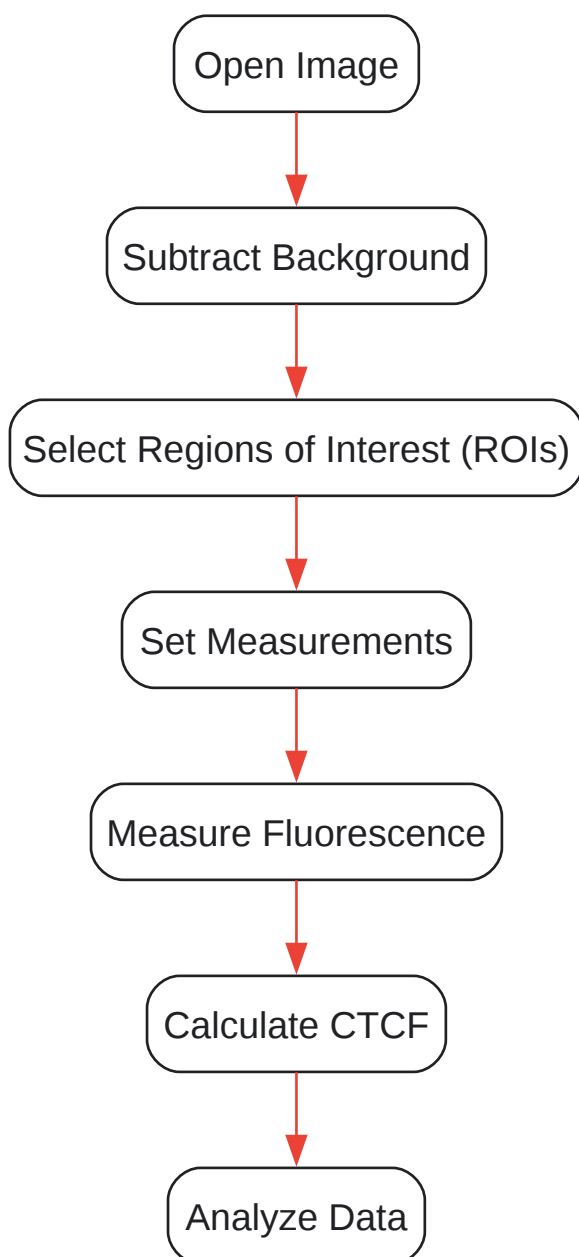 Open Image
Subtract Background
Select Regions of Interest (ROIs)
Set Measurements
Measure Fluorescence
Calculate CTCF
Analyze Data